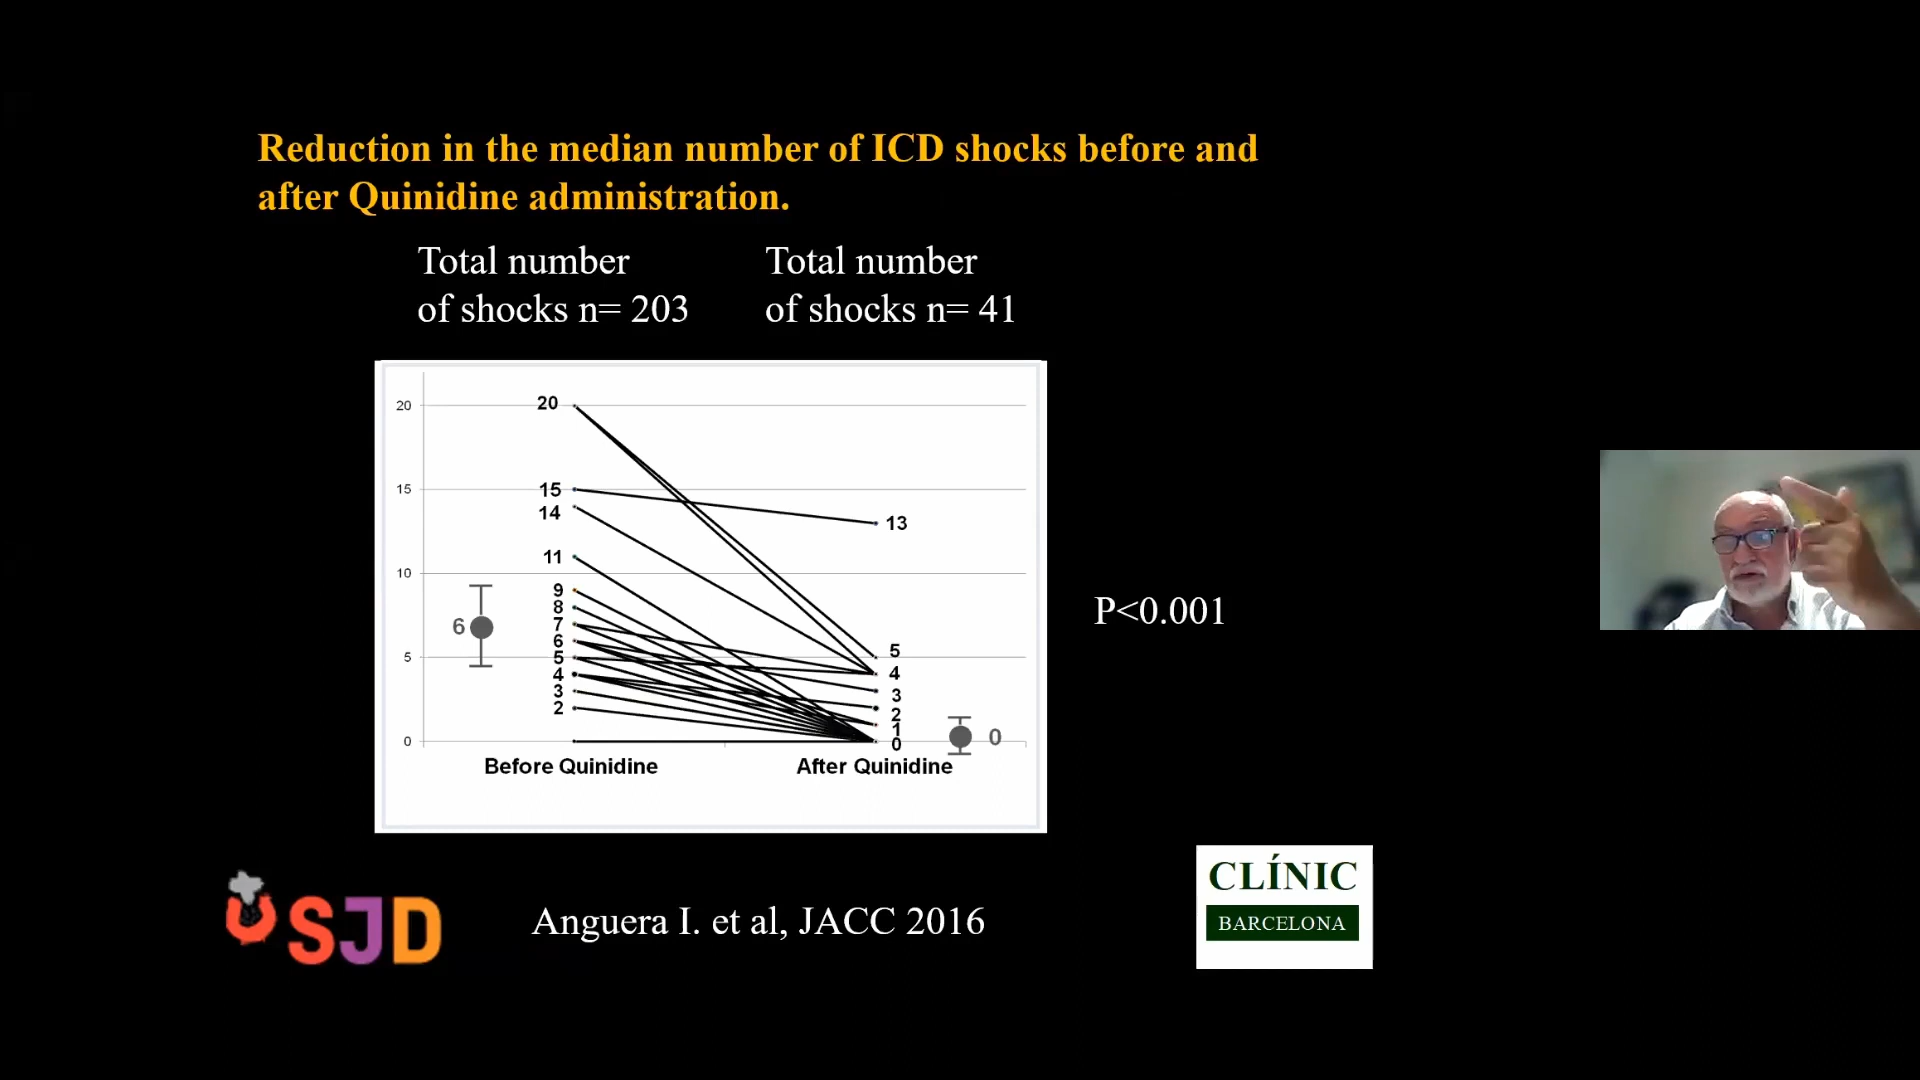 Reduction in the median number of ICD shocks before and
after Quinidine administration.
Total number
of shocks n= 203
Total number
of shocks n= 41
20
15
10
5
0
20
15
14
11
9
8
7
6
5
4
3
2
6
13
5
4
3
2
1
0
0
Before Quinidine
After Quinidine
P<0.001
SJD
Anguera I. et al, JACC 2016
CLÍNIC
BARCELONA